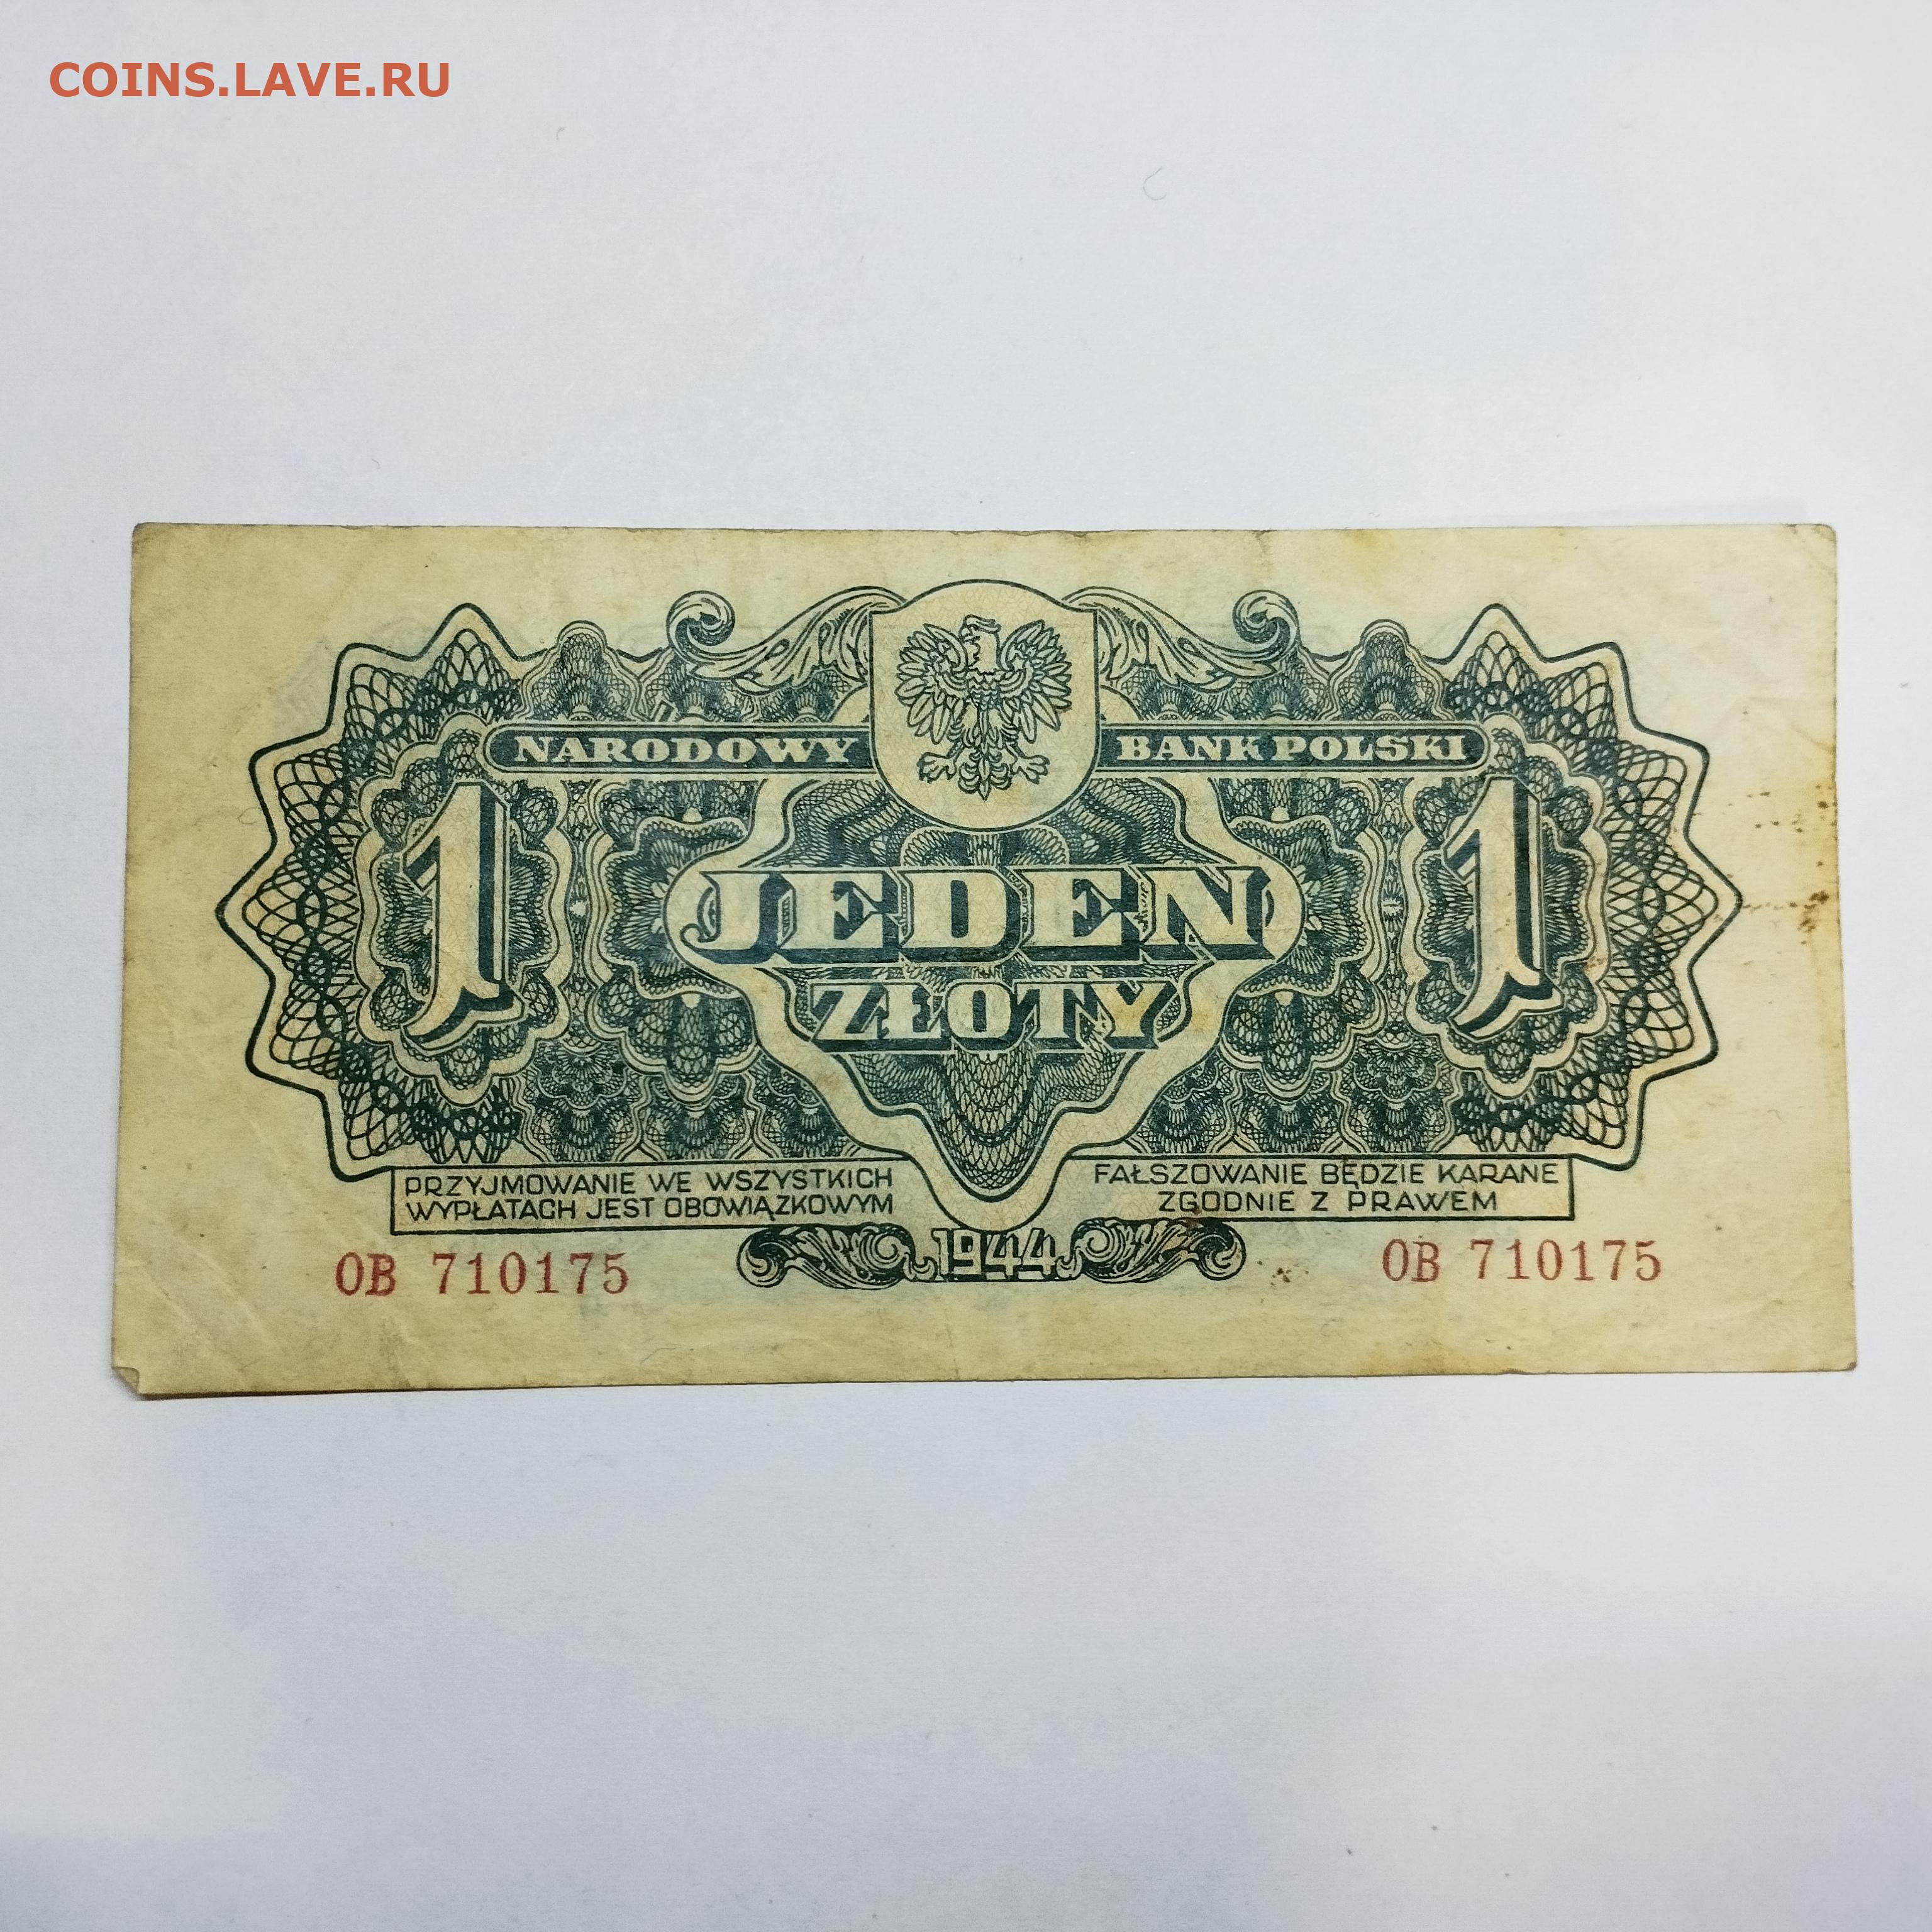 COINS.LAVE.RU
NARODOWY BANK POLSKI
1 1
JEDEN
ZŁOTY
PRZYJMOWANIE WE WSZYSTKICH
WYPŁATACH JEST OBOWIĄZKOWYM
FAŁSZOWANIE BĘDZIE KARANE
ZGODNIE Z PRAWEM
1944
OB 710175 OB 710175